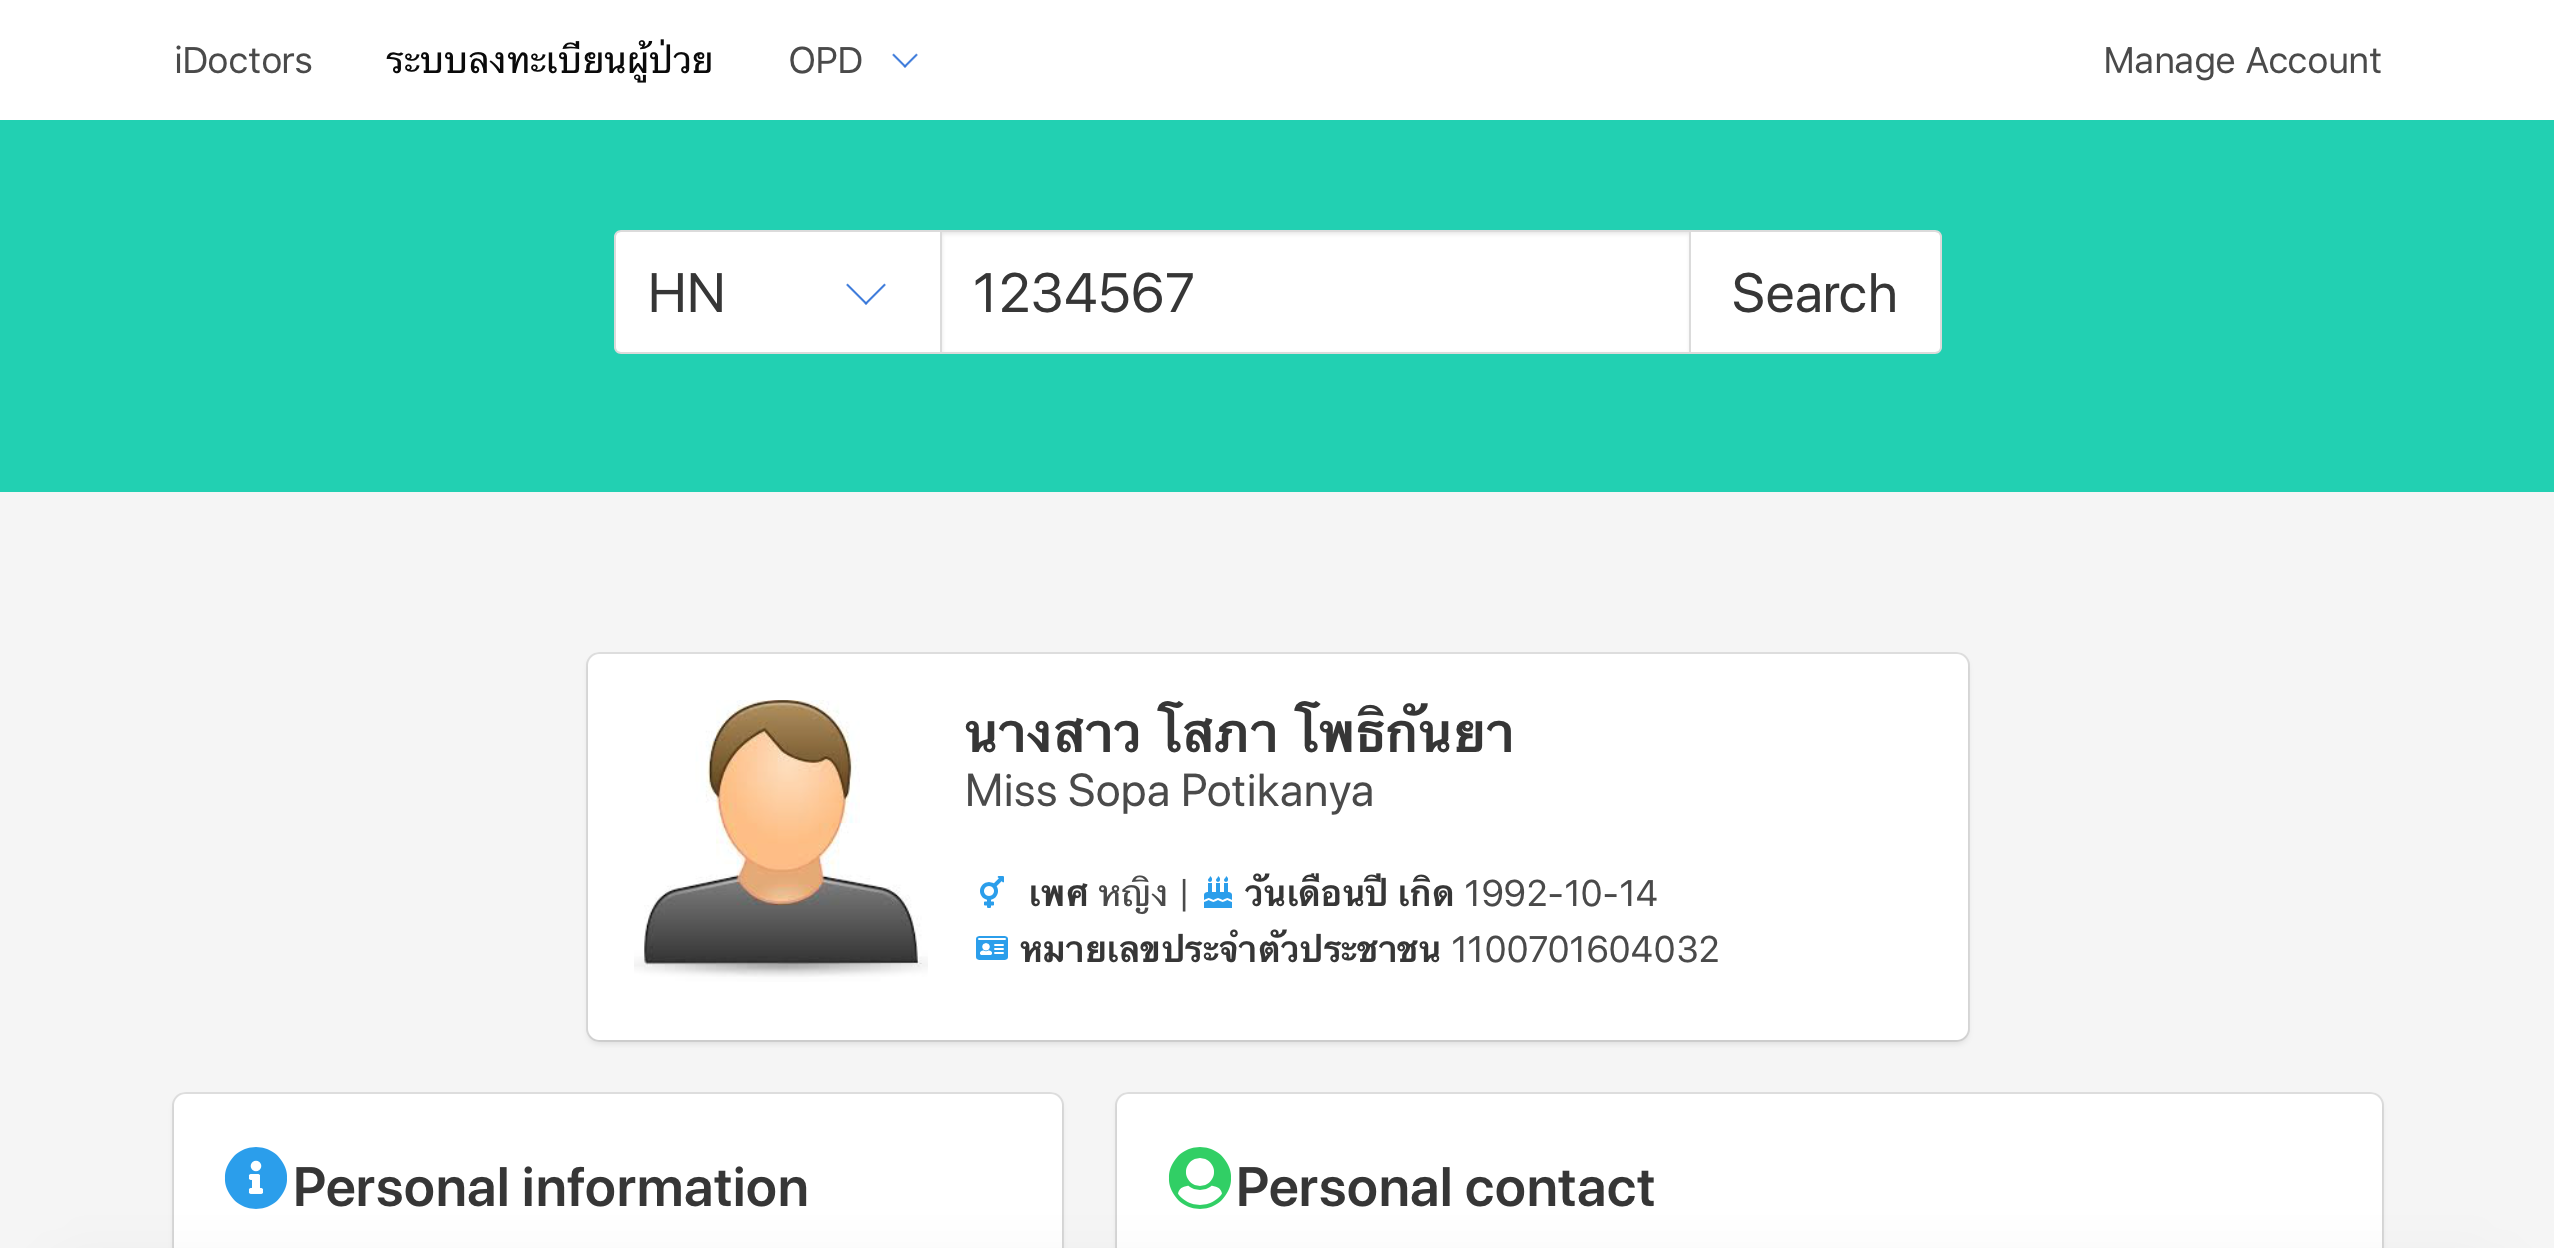 iDoctors ระบบลงทะเบียนผู้ป่วย OPD Manage Account
HN 1234567 Search
นางสาว โสภา โพธิกันยา
Miss Sopa Potikanya
เพศ หญิง | วันเดือนปี เกิด 1992-10-14
หมายเลขประจำตัวประชาชน 1100701604032
Personal information
Personal contact